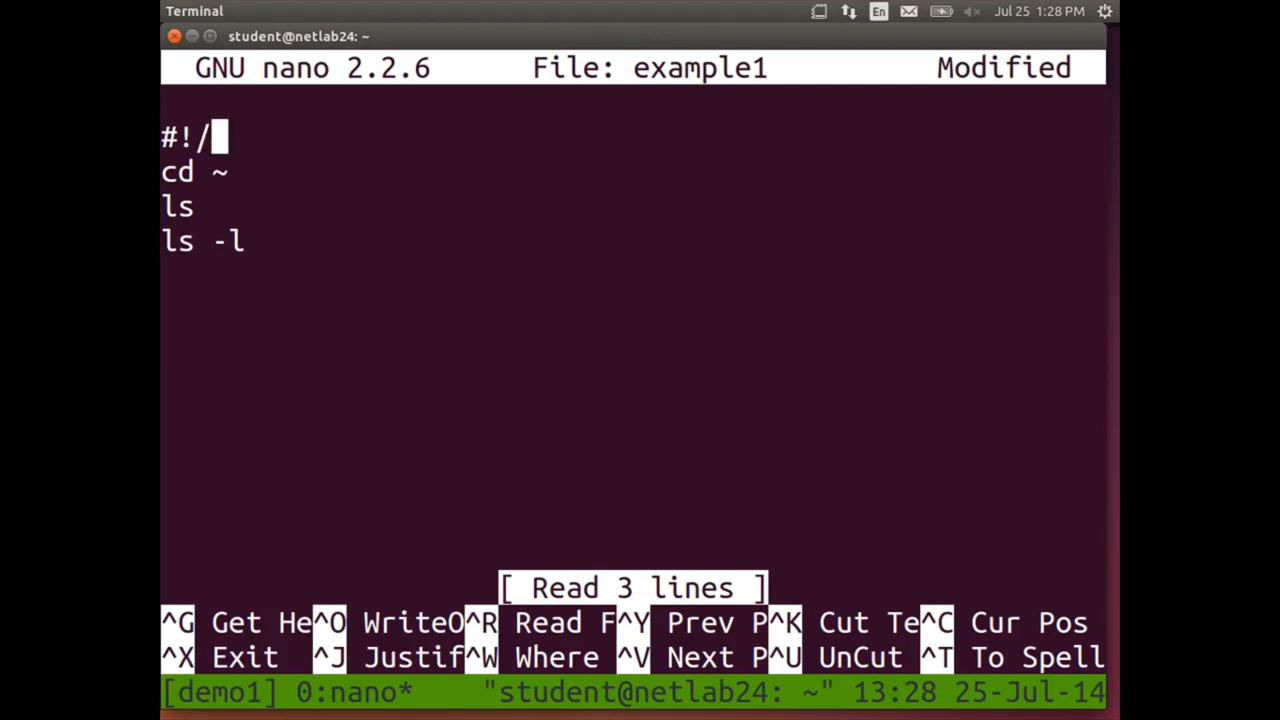 Terminal En Jul 25 1:28 PM
student@netlab24: ~
GNU nano 2.2.6 File: example1 Modified
#!/
cd ~
ls
ls -l
[ Read 3 lines ]
^G Get He^O WriteO^R Read F^Y Prev P^K Cut Te^C Cur Pos
^X Exit ^J Justif^W Where ^V Next P^U UnCut ^T To Spell
[demo1] 0:nano* "student@netlab24: ~" 13:28 25-Jul-14